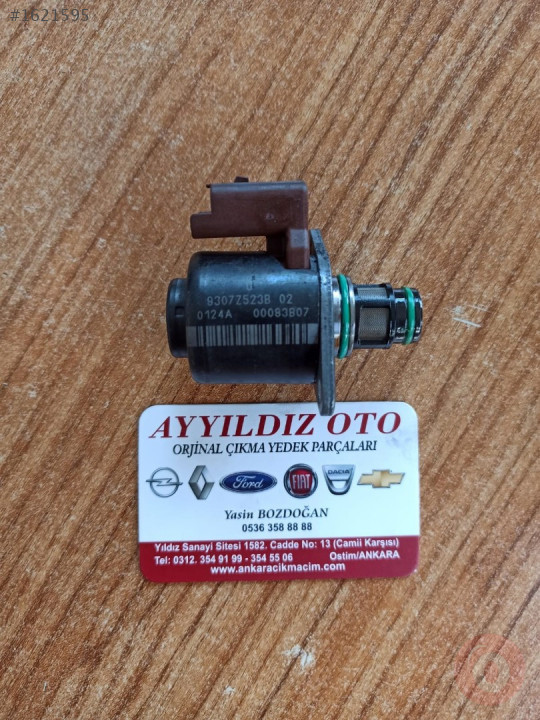 #1621595
9307Z523B 02
0124A 00083B07
AYYILDIZ OTO
ORJİNAL ÇIKMA YEDEK PARÇALARI
Ford
FIAT
DACIA
Yasin BOZDOĞAN
0536 358 88 88
Yıldız Sanayi Sitesi 1582. Cadde No: 13 (Camii Karşısı)
Tel: 0312. 354 91 99 - 354 55 06 Ostim/ANKARA
www.ankaracikmacim.com